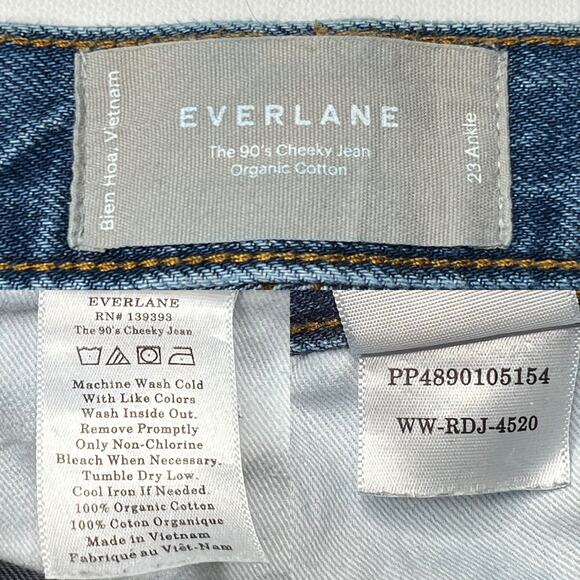 Bien Hoa, Vietnam
EVERLANE
The 90's Cheeky Jean
Organic Cotton
23 Ankle
EVERLANE
RN# 139393
The 90's Cheeky Jean
Machine Wash Cold
With Like Colors
Wash Inside Out.
Remove Promptly
Only Non-Chlorine
Bleach When Necessary.
Tumble Dry Low.
Cool Iron If Needed.
100% Organic Cotton
100% Coton Organique
Made in Vietnam
Fabriqué au Viêt-Nam
PP4890105154
WW-RDJ-4520